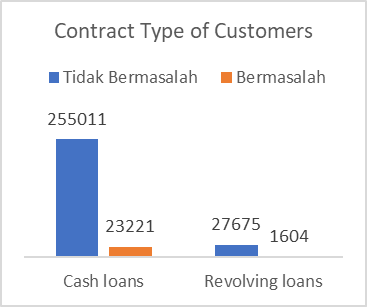 Contract Type of Customers
Tidak Bermasalah Bermasalah
255011
23221
27675
1604
Cash loans Revolving loans